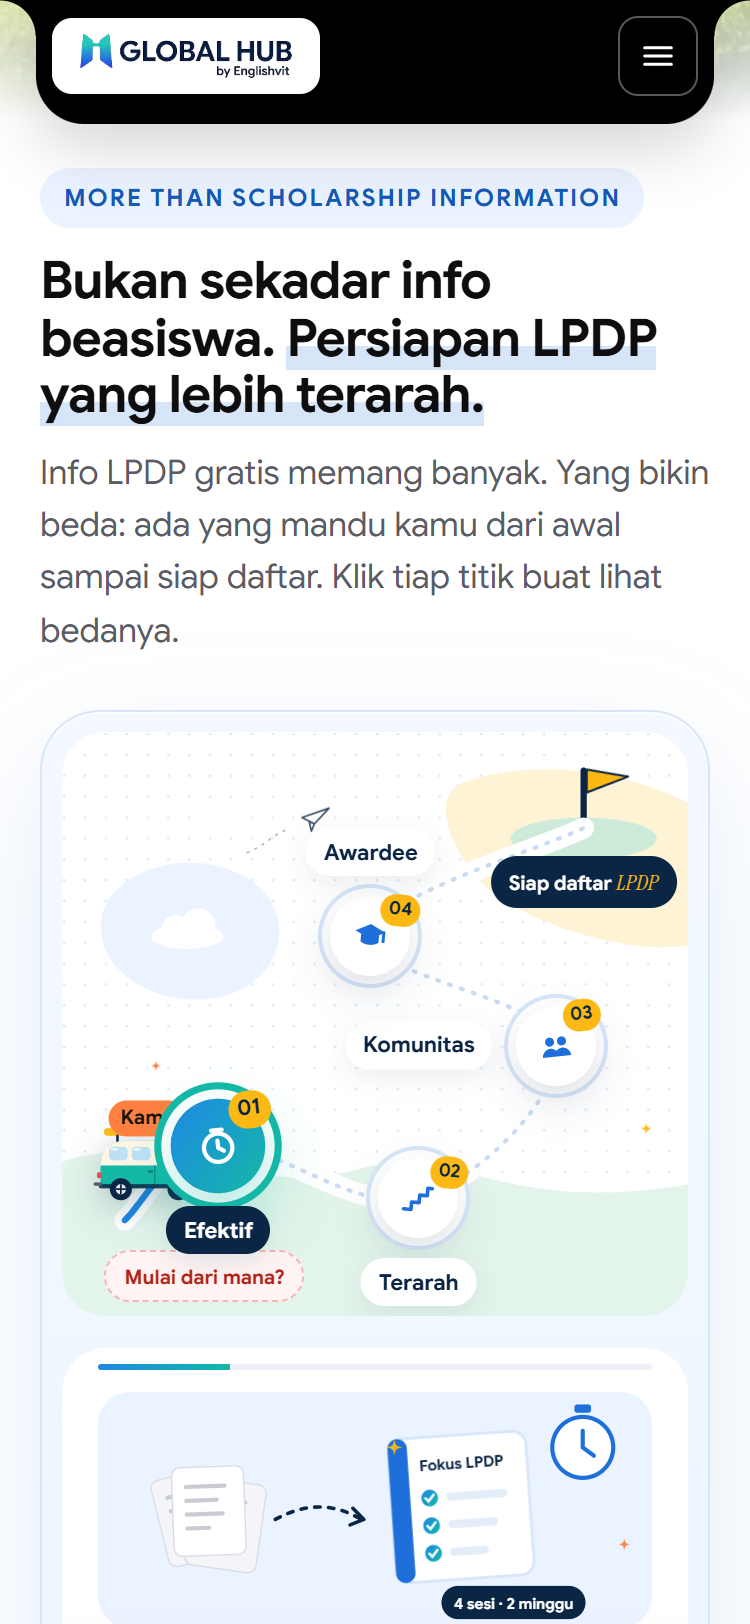 GLOBAL HUB
by Englishvit
MORE THAN SCHOLARSHIP INFORMATION
Bukan sekadar info
beasiswa. Persiapan LPDP
yang lebih terarah.
Info LPDP gratis memang banyak. Yang bikin
beda: ada yang mandu kamu dari awal
sampai siap daftar. Klik tiap titik buat lihat
bedanya.
Awardee
Siap daftar LPDP
04
03
Komunitas
Kam
01
02
Efektif
Mulai dari mana?
Terarah
Fokus LPDP
4 sesi · 2 minggu